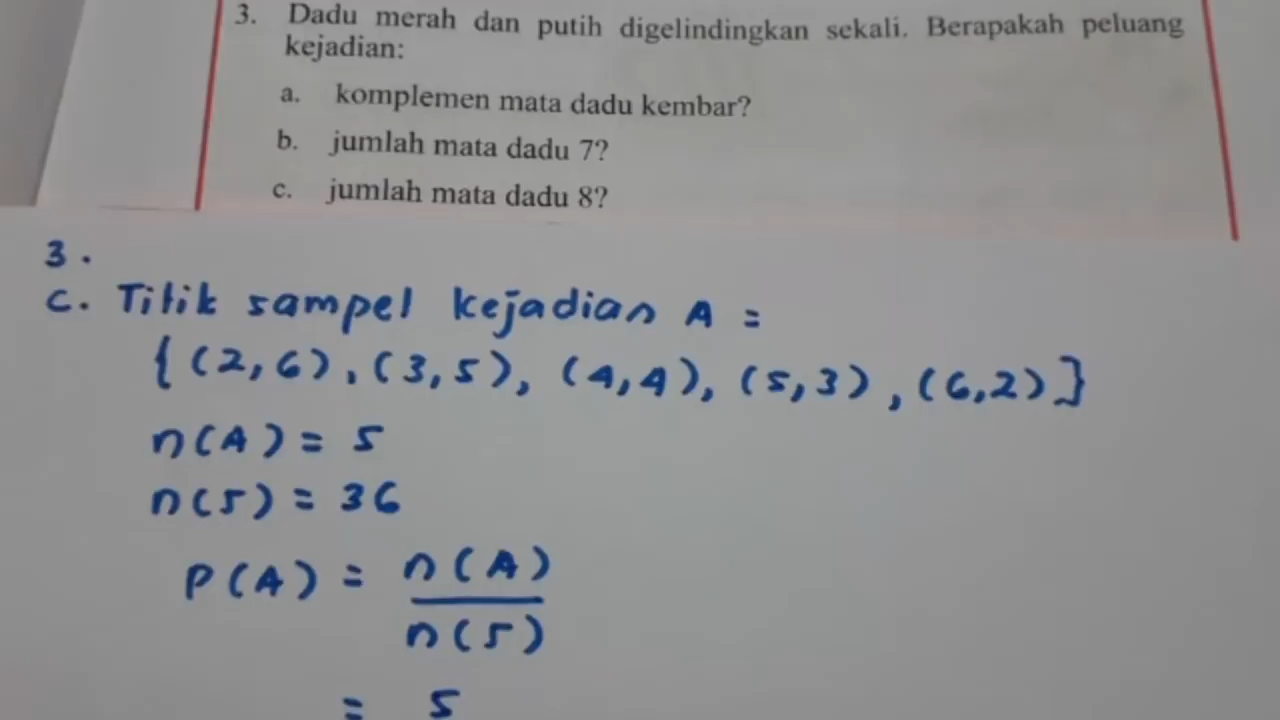 3. Dadu merah dan putih digelindingkan sekali. Berapakah peluang
kejadian:
a. komplemen mata dadu kembar?
b. jumlah mata dadu 7?
c. jumlah mata dadu 8?
3.
c. Titik sampel kejadian A =
{(2,6), (3,5), (4,4), (5,3), (6,2)}
n(A) = 5
n(S) = 36
P(A) = n(A)
n(S)
= 5